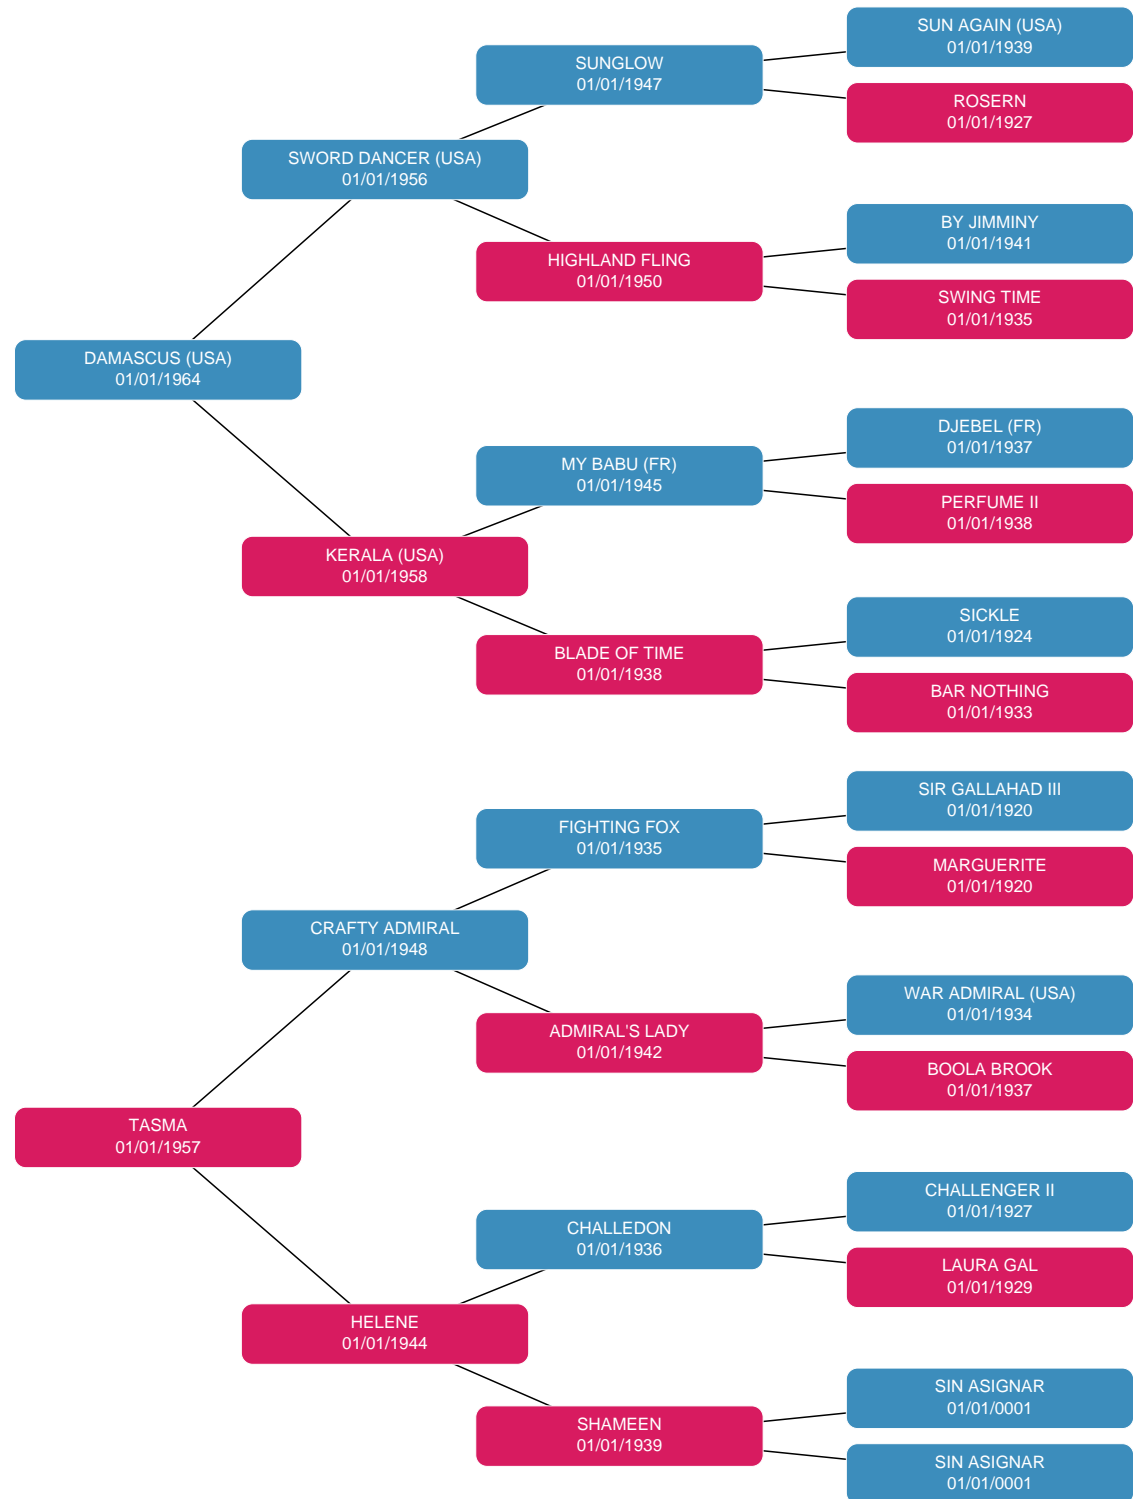 SUN AGAIN (USA)
01/01/1939
SUNGLOW
01/01/1947
ROSERN
01/01/1927
SWORD DANCER (USA)
01/01/1956
BY JIMMINY
01/01/1941
HIGHLAND FLING
01/01/1950
SWING TIME
01/01/1935
DAMASCUS (USA)
01/01/1964
DJEBEL (FR)
01/01/1937
MY BABU (FR)
01/01/1945
PERFUME II
01/01/1938
KERALA (USA)
01/01/1958
SICKLE
01/01/1924
BLADE OF TIME
01/01/1938
BAR NOTHING
01/01/1933
SIR GALLAHAD III
01/01/1920
FIGHTING FOX
01/01/1935
MARGUERITE
01/01/1920
CRAFTY ADMIRAL
01/01/1948
WAR ADMIRAL (USA)
01/01/1934
ADMIRAL'S LADY
01/01/1942
BOOLA BROOK
01/01/1937
TASMA
01/01/1957
CHALLENGER II
01/01/1927
CHALLEDON
01/01/1936
LAURA GAL
01/01/1929
HELENE
01/01/1944
SIN ASIGNAR
01/01/0001
SHAMEEN
01/01/1939
SIN ASIGNAR
01/01/0001